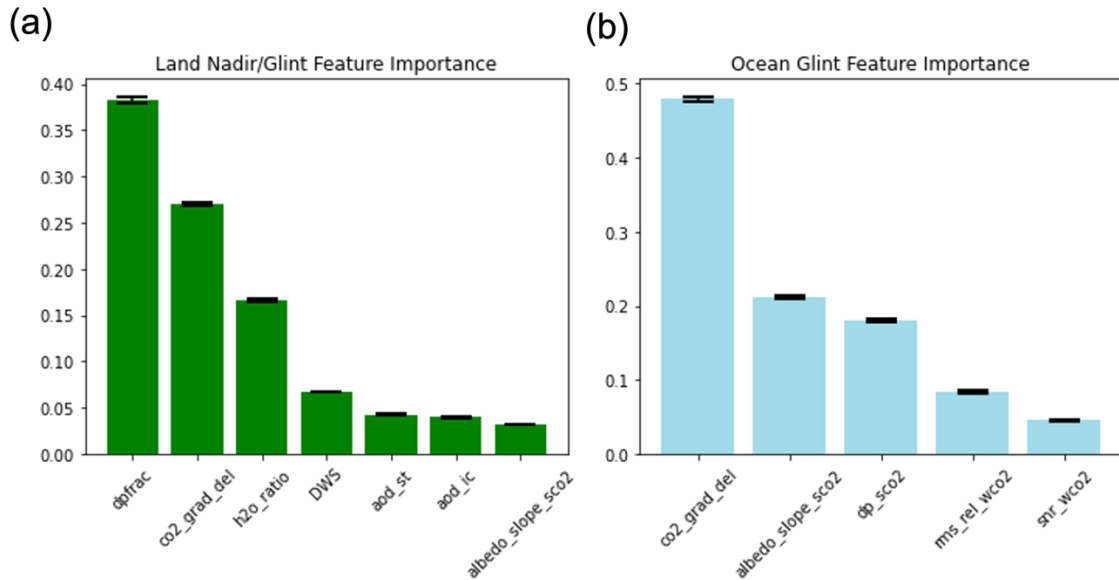 (a)
Land Nadir/Glint Feature Importance
0.40
0.35
0.30
0.25
0.20
0.15
0.10
0.05
0.00
dpfrac
co2_grad_del
h2o_ratio
DWS
aod_st
aod_ic
albedo_slope_sco2
(b)
Ocean Glint Feature Importance
0.5
0.4
0.3
0.2
0.1
0.0
co2_grad_del
albedo_slope_sco2
dp_sco2
rms_rel_wco2
snr_wco2